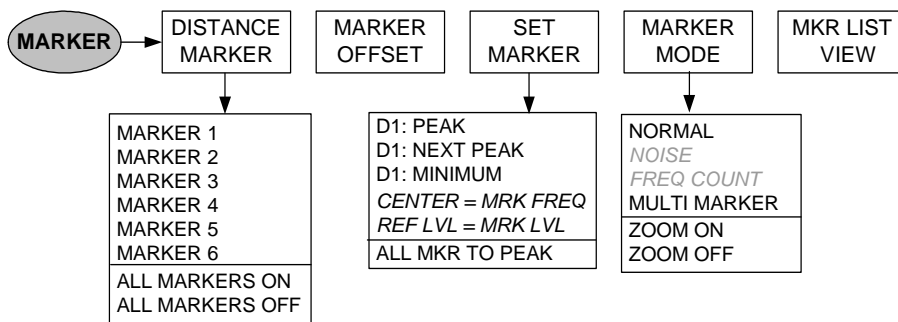 MARKER
DISTANCE
MARKER
MARKER
OFFSET
SET
MARKER
MARKER
MODE
MKR LIST
VIEW
MARKER 1
MARKER 2
MARKER 3
MARKER 4
MARKER 5
MARKER 6
ALL MARKERS ON
ALL MARKERS OFF
D1: PEAK
D1: NEXT PEAK
D1: MINIMUM
CENTER = MRK FREQ
REF LVL = MRK LVL
ALL MKR TO PEAK
NORMAL
NOISE
FREQ COUNT
MULTI MARKER
ZOOM ON
ZOOM OFF